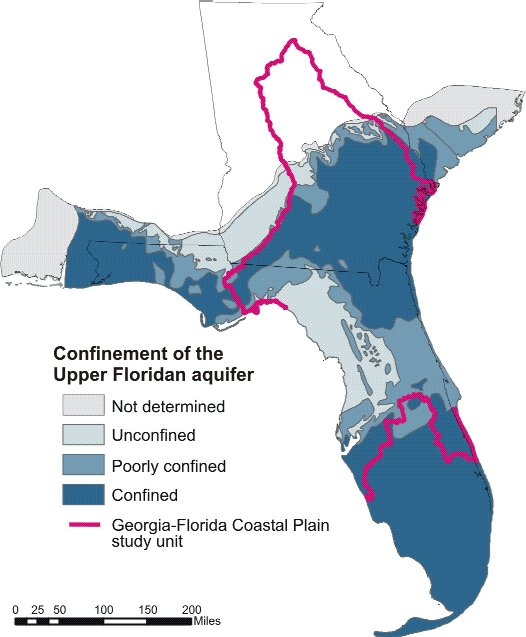 Confinement of the
Upper Floridan aquifer
Not determined
Unconfined
Poorly confined
Confined
Georgia-Florida Coastal Plain
study unit
0 25 50 100 150 200
Miles